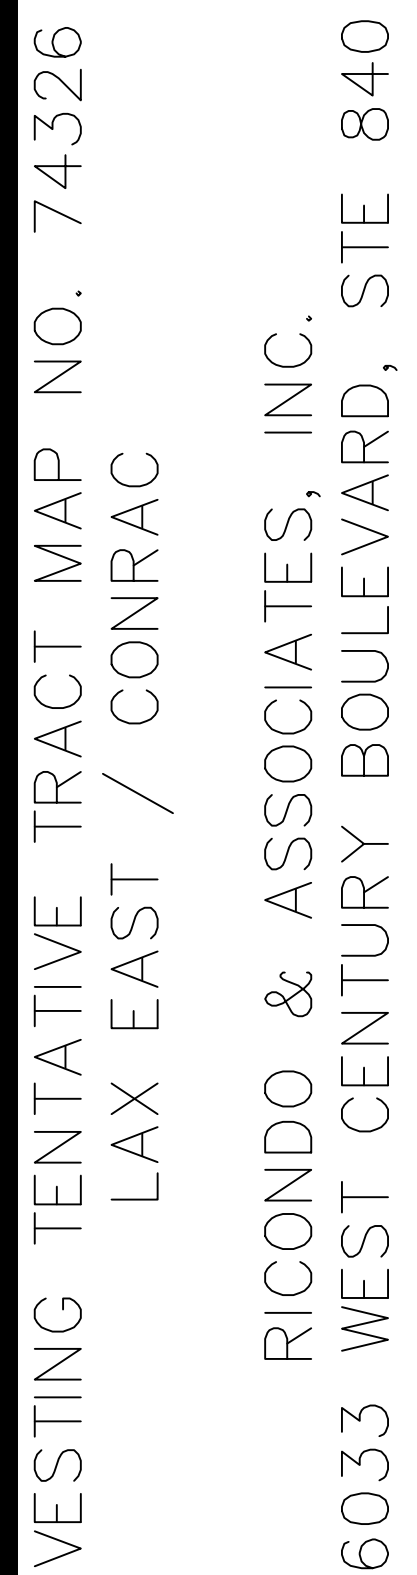 VESTING TENTATIVE TRACT MAP NO. 74326
LAX EAST / CONRAC
RICONDO & ASSOCIATES, INC.
6033 WEST CENTURY BOULEVARD, STE 840